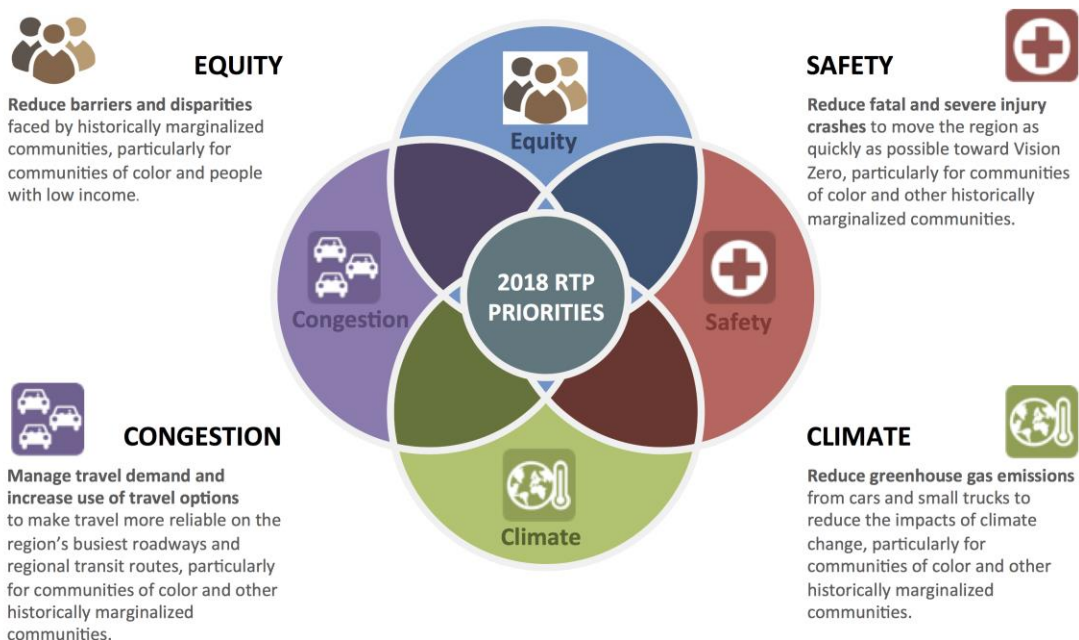 EQUITY
Reduce barriers and disparities
faced by historically marginalized
communities, particularly for
communities of color and people
with low income.
SAFETY
Reduce fatal and severe injury
crashes to move the region as
quickly as possible toward Vision
Zero, particularly for communities
of color and other historically
marginalized communities.
Equity
Congestion
2018 RTP
PRIORITIES
Safety
Climate
CONGESTION
Manage travel demand and
increase use of travel options
to make travel more reliable on the
region's busiest roadways and
regional transit routes, particularly
for communities of color and other
historically marginalized
communities.
CLIMATE
Reduce greenhouse gas emissions
from cars and small trucks to
reduce the impacts of climate
change, particularly for
communities of color and other
historically marginalized
communities.